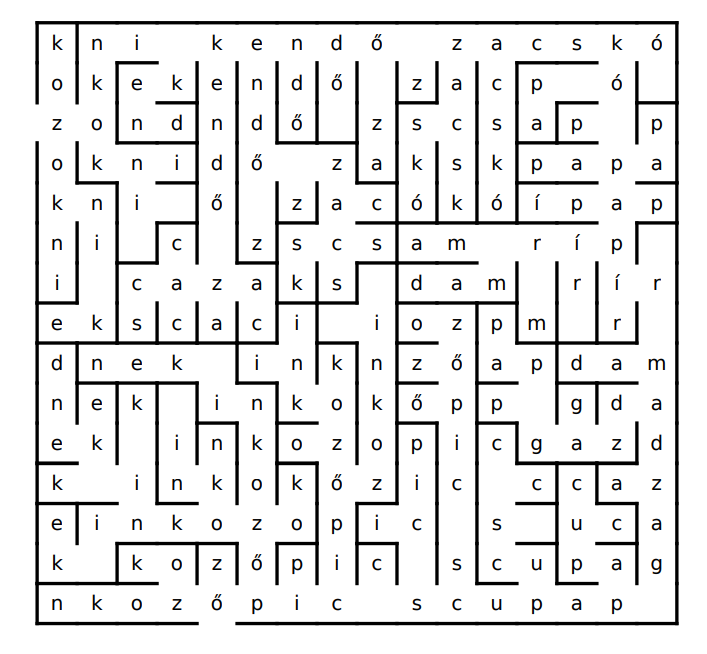 k n i k e n d ő z a c s k ó
o k e k e n d ő z a c p ó
z o n d n d ő z s c s a p p
o k n i d ő z a k s k p a p a
k n i ő z a c ó k ó í p a p
n i c z s c s a m r í p
i c a z a k s d a m r í r
e k s c a c i i o z p m r
d n e k i n k n z ő a p d a m
n e k i n k o k ő p p g d a
e k i n k o z o p i c g a z d
k i n k o k ő z i c c c a z
e i n k o z o p i c s u c a
k k o z ő p i c s c u p a g
n k o z ő p i c s c u p a p